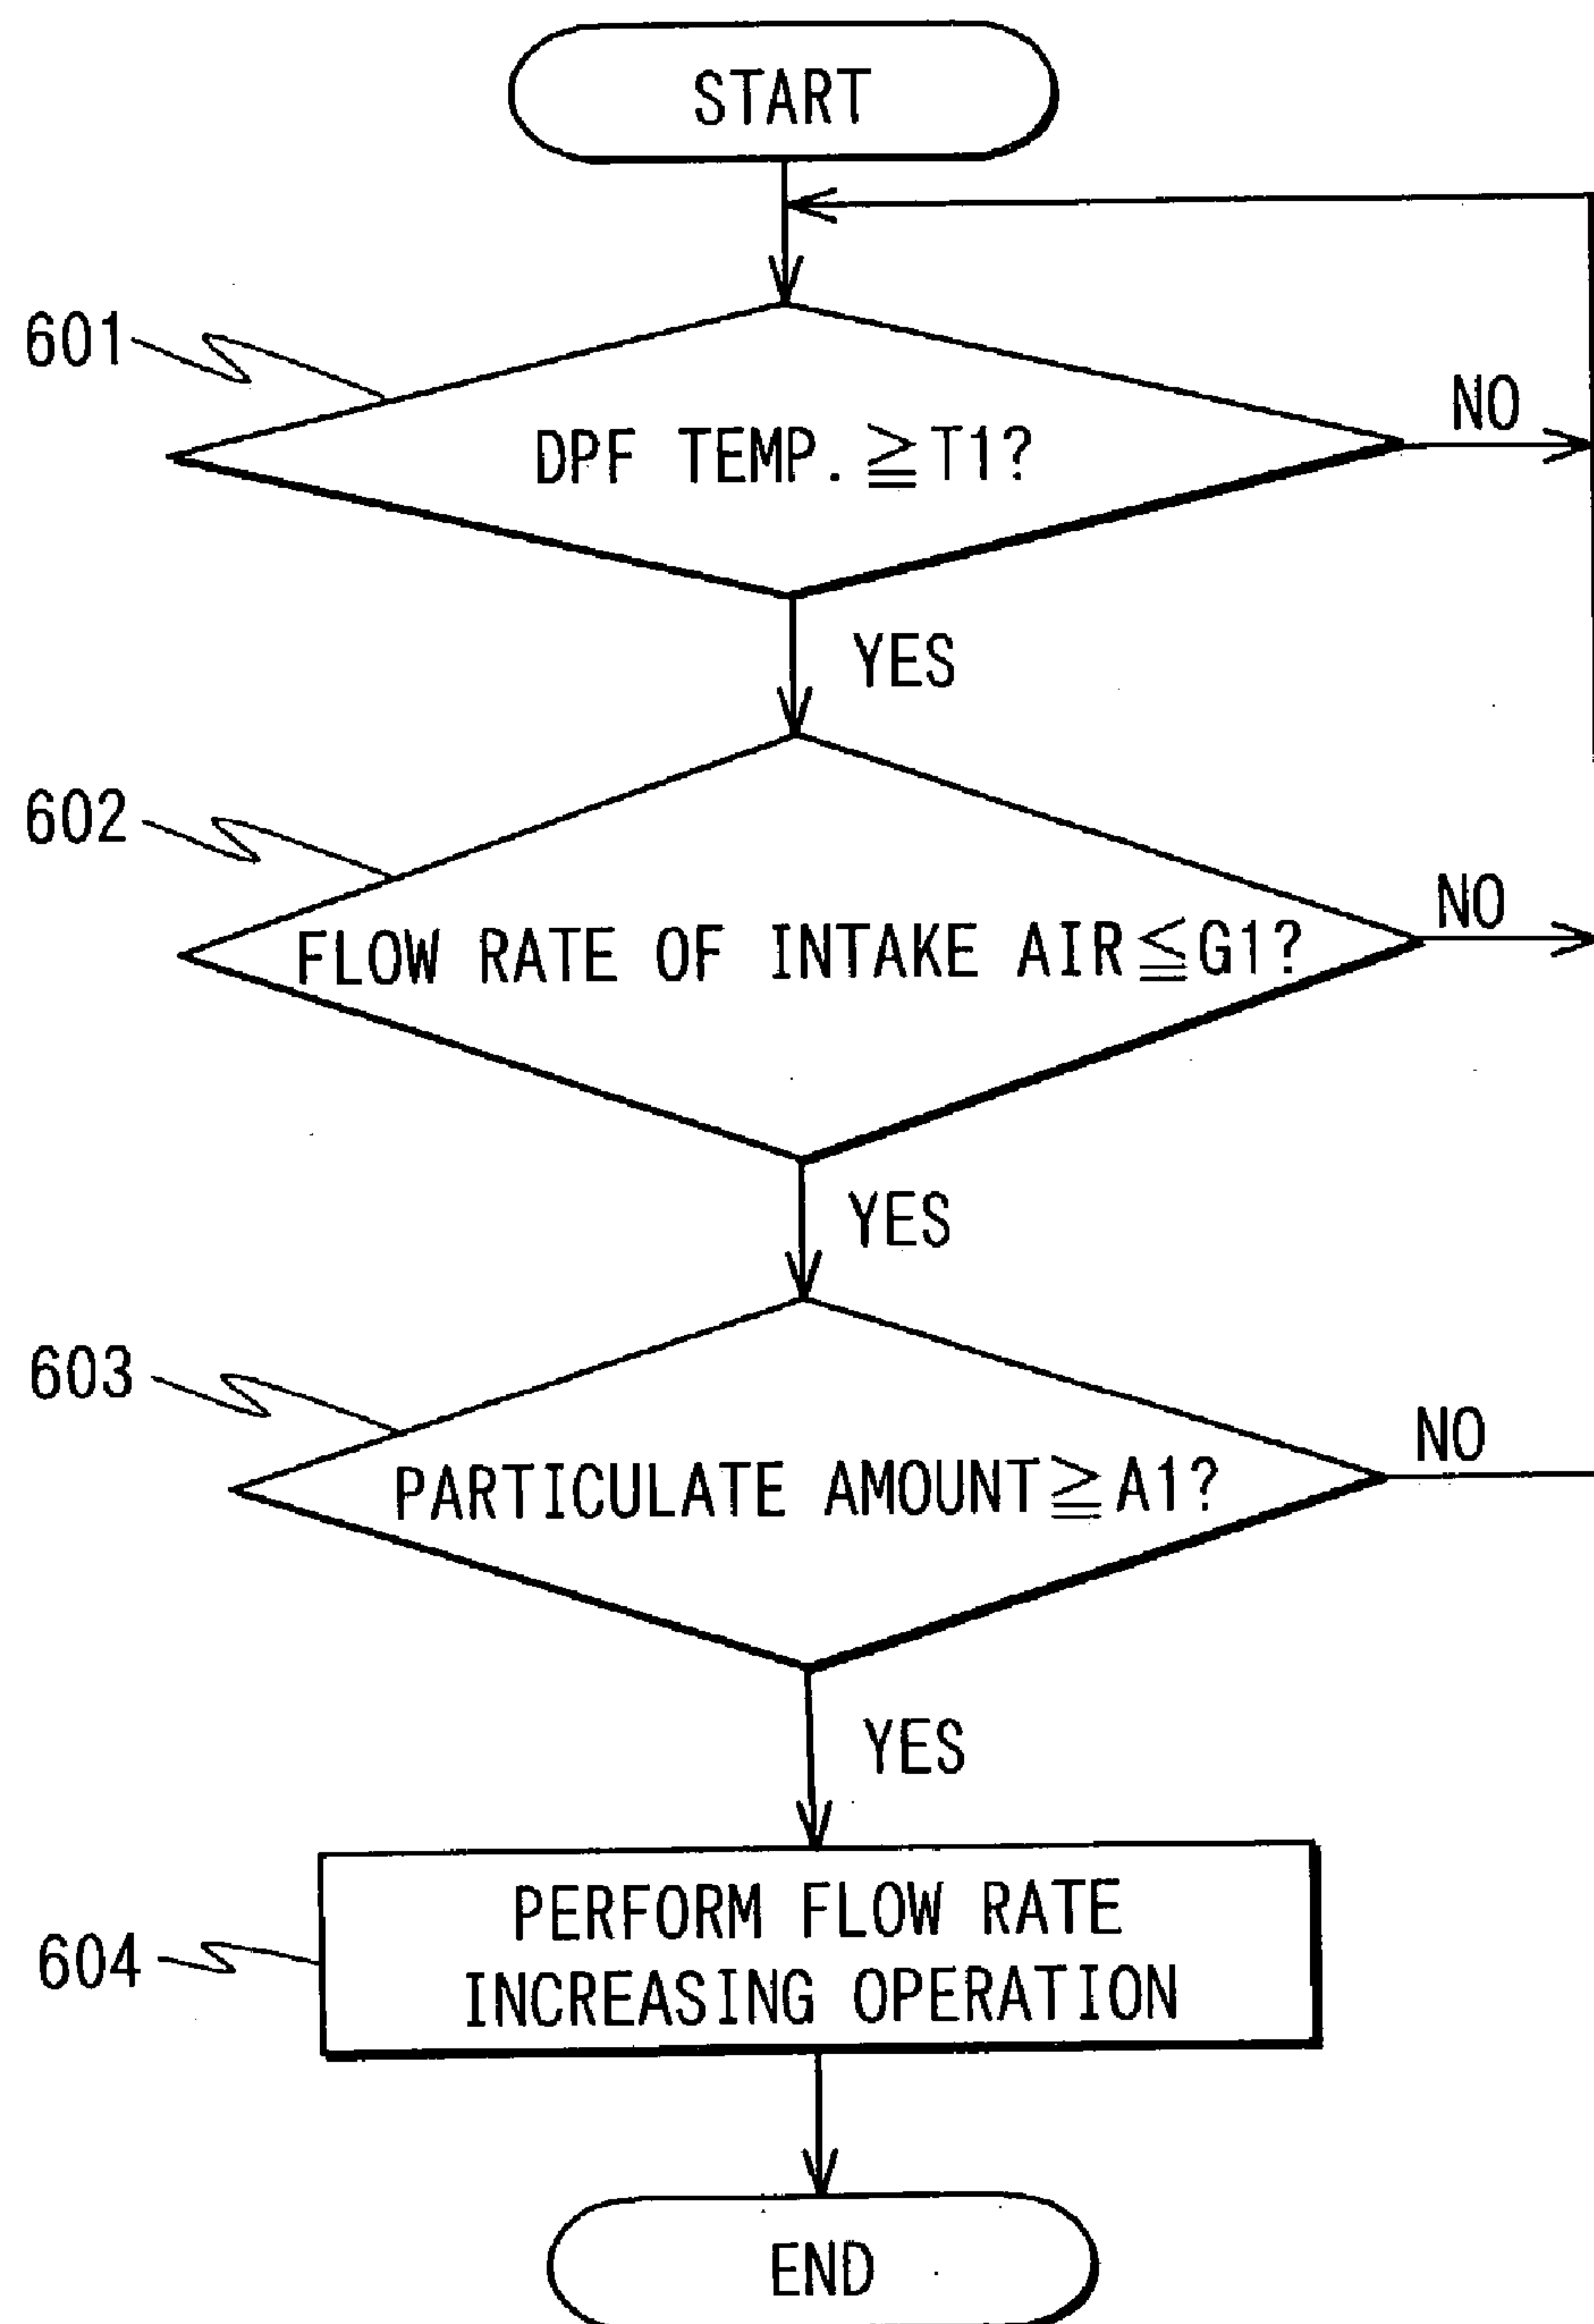 START
601
DPF TEMP. ≧ T1?
NO
YES
602
FLOW RATE OF INTAKE AIR ≦ G1?
NO
YES
603
PARTICULATE AMOUNT ≧ A1?
NO
YES
604
PERFORM FLOW RATE
INCREASING OPERATION
END